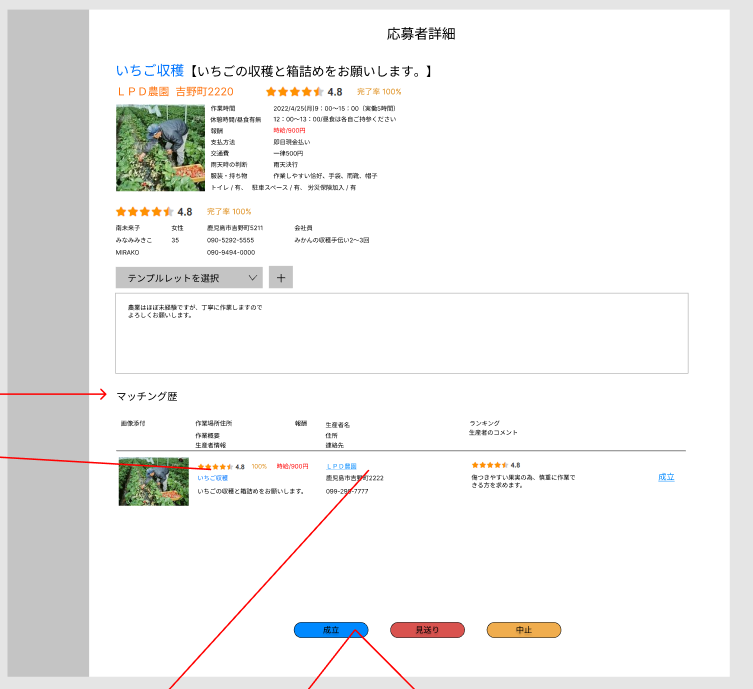 応募者詳細
いちご収穫【いちごの収穫と箱詰めをお願いします。】
ＬＰＤ農園 吉野町2220 4.8 完了率 100%
作業時間 2022/4/25(月)9：00〜15：00（実働5時間）
休憩時間/昼食有無 12：00〜13：00/昼食は各自ご持参ください
報酬 時給/900円
支払方法 即日現金払い
交通費 一律500円
雨天時の判断 雨天決行
服装・持ち物 作業しやすい恰好、手袋、雨靴、帽子
トイレ / 有、 駐車スペース / 有、労災保険加入 / 有
4.8 完了率 100%
南未来子 女性 鹿児島市吉野町5211 会社員
みなみみきこ 35 090-5292-5555 みかんの収穫手伝い2〜3回
MIRAKO 090-9494-0000
テンプルレットを選択 ＋
農業はほぼ未経験ですが、丁寧に作業しますので
よろしくお願いします。
マッチング歴
画像添付 作業場所住所 報酬 生産者名 ランキング
作業概要 住所 生産者のコメント
生産者情報 連絡先
4.8 100% 時給/900円 ＬＰＤ農園 4.8
いちご収穫 鹿児島市吉野町2222 傷つきやすい果実の為、慎重に作業で 成立
いちごの収穫と箱詰めをお願いします。 099-299-7777 きる方を求めます。
成立 見送り 中止